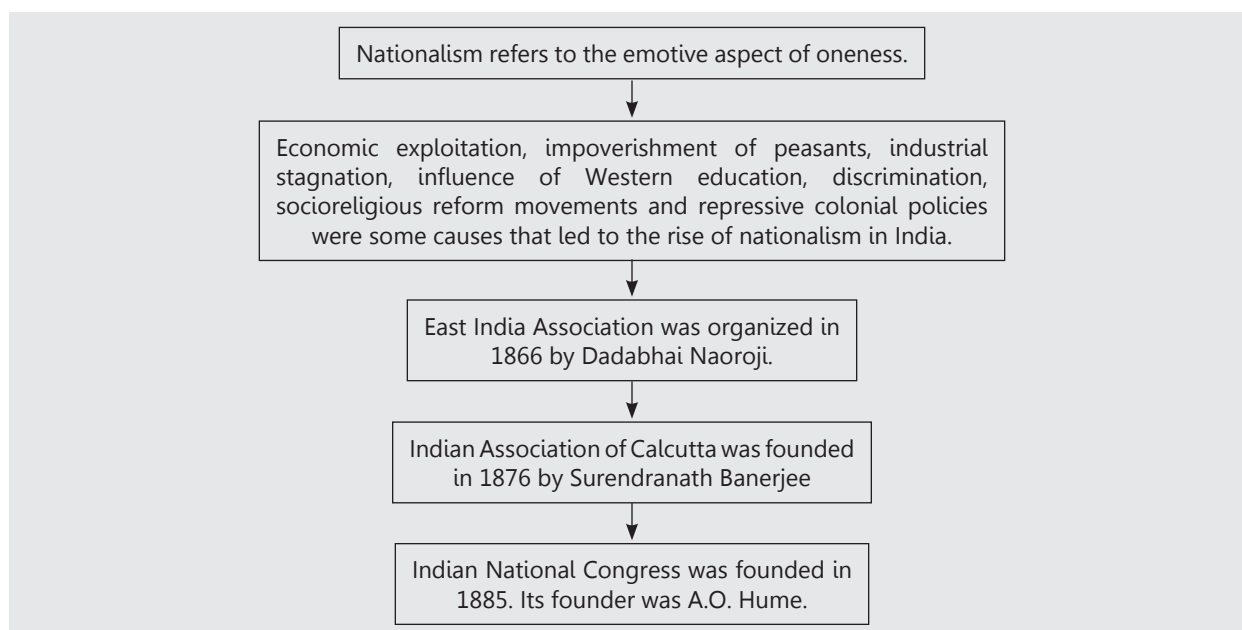 Nationalism refers to the emotive aspect of oneness.
Economic exploitation, impoverishment of peasants, industrial
stagnation, influence of Western education, discrimination,
socioreligious reform movements and repressive colonial policies
were some causes that led to the rise of nationalism in India.
East India Association was organized in
1866 by Dadabhai Naoroji.
Indian Association of Calcutta was founded
in 1876 by Surendranath Banerjee
Indian National Congress was founded in
1885. Its founder was A.O. Hume.